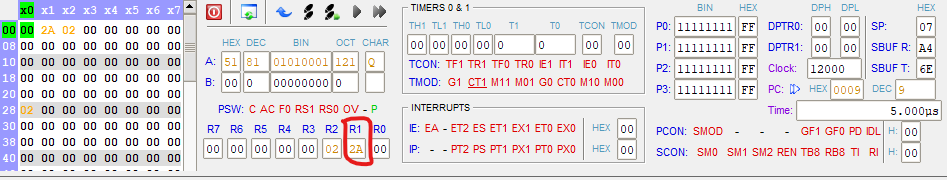 x0 x1 x2 x3 x4 x5 x6 x7
00 00 2A 02 00 00 00 00 00
08 00 00 00 00 00 00 00 00
10 00 00 00 00 00 00 00 00
18 00 00 00 00 00 00 00 00
20 00 00 00 00 00 00 00 00
28 02 00 00 00 00 00 00 00
30 00 00 00 00 00 00 00 00
38 00 00 00 00 00 00 00 00
40 00 00 00 00 00 00 00 00
HEX DEC BIN OCT CHAR
A: 51 81 01010001 121 Q
B: 00 0 00000000 0
PSW: C AC F0 RS1 RS0 OV - P
R7 R6 R5 R4 R3 R2 R1 R0
00 00 00 00 00 02 2A 00
TIMERS 0 & 1
TH1 TL1 TH0 TL0 T1 T0 TCON TMOD
00 00 00 00 0 0 00 00
TCON: TF1 TR1 TF0 TR0 IE1 IT1 IE0 IT0
TMOD: G1 CT1 M11 M01 G0 CT0 M10 M00
INTERRUPTS
IE: EA - ET2 ES ET1 EX1 ET0 EX0 HEX 00
IP: - - PT2 PS PT1 PX1 PT0 PX0 HEX 00
BIN HEX
P0: 11111111 FF
P1: 11111111 FF
P2: 11111111 FF
P3: 11111111 FF
DPH DPL HEX
DPTR0: 00 00 SP: 07
DPTR1: 00 00 SBUF R: A4
Clock: 12000 SBUF T: 6E
PC: HEX 0009 DEC 9
Time: 5.000µs
PCON: SMOD - - - GF1 GF0 PD IDL H: 00
SCON: SM0 SM1 SM2 REN TB8 RB8 TI RI H: 00